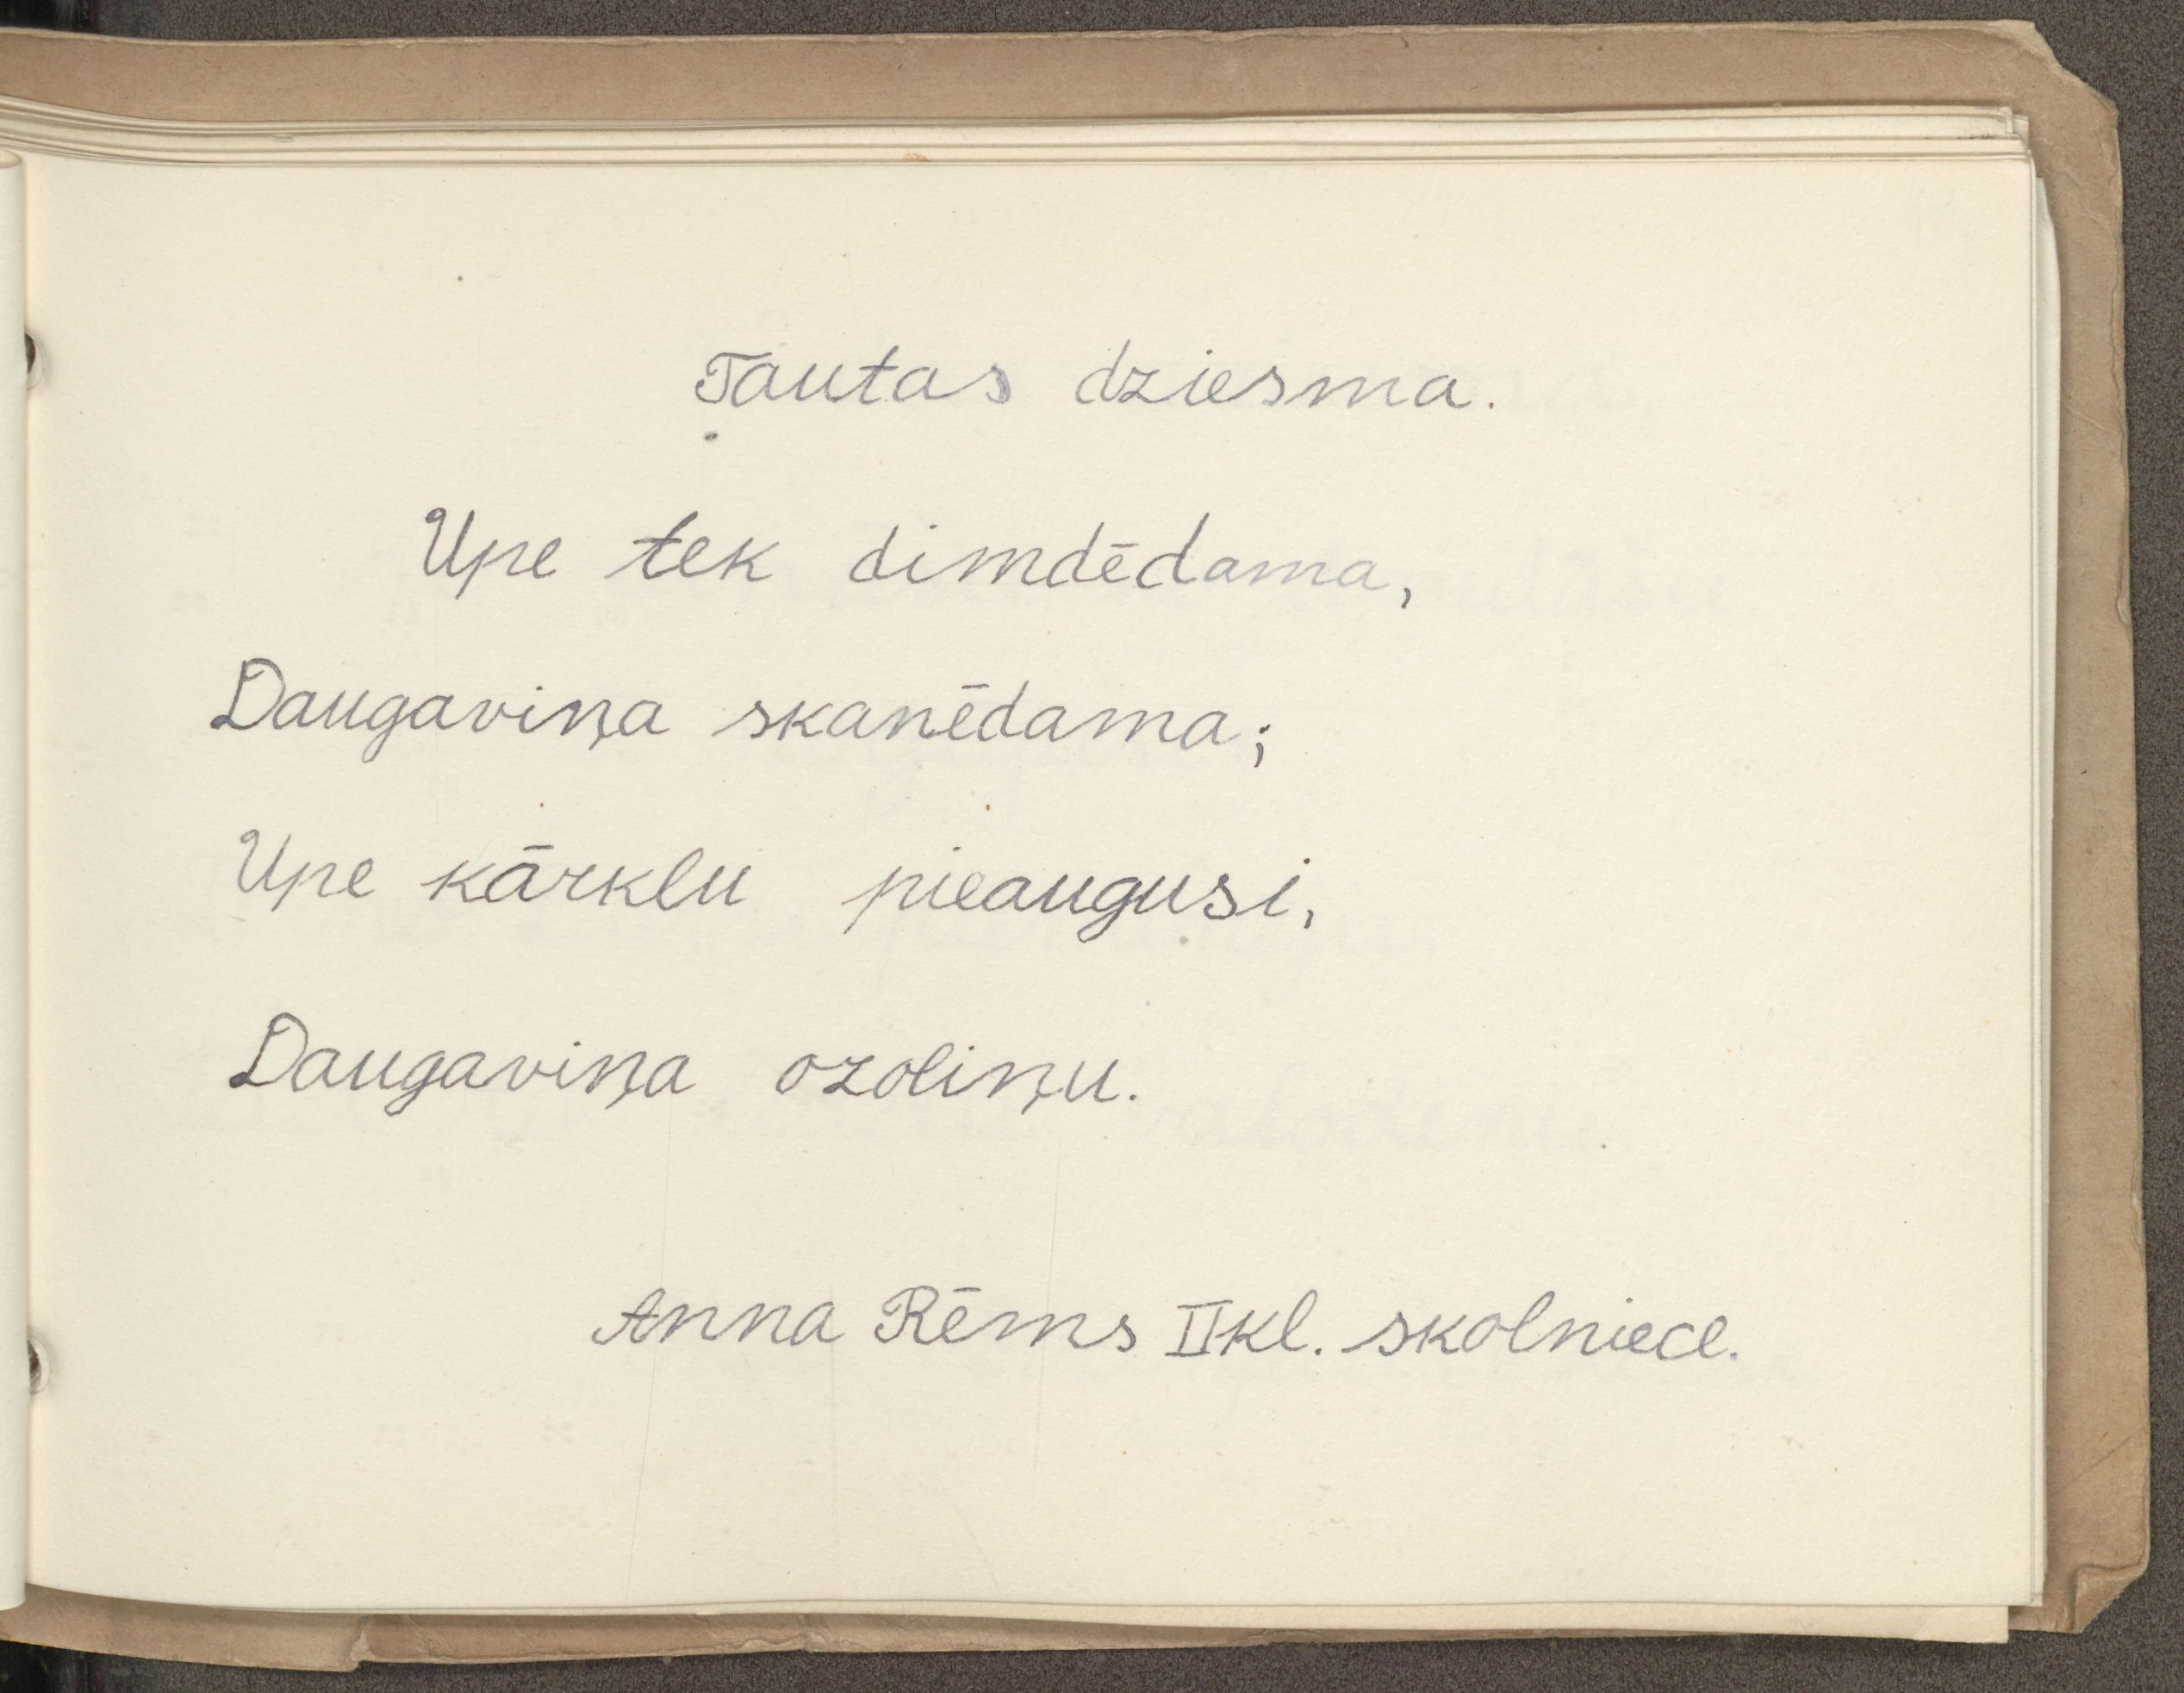 Tautas dziesma.
Upe tek dimdēdama,
Daugaviņa skanēdama;
Upe kārklu pieaugusi,
Daugaviņa ozoliņu.
Anna Rēms II kl. skolniece.